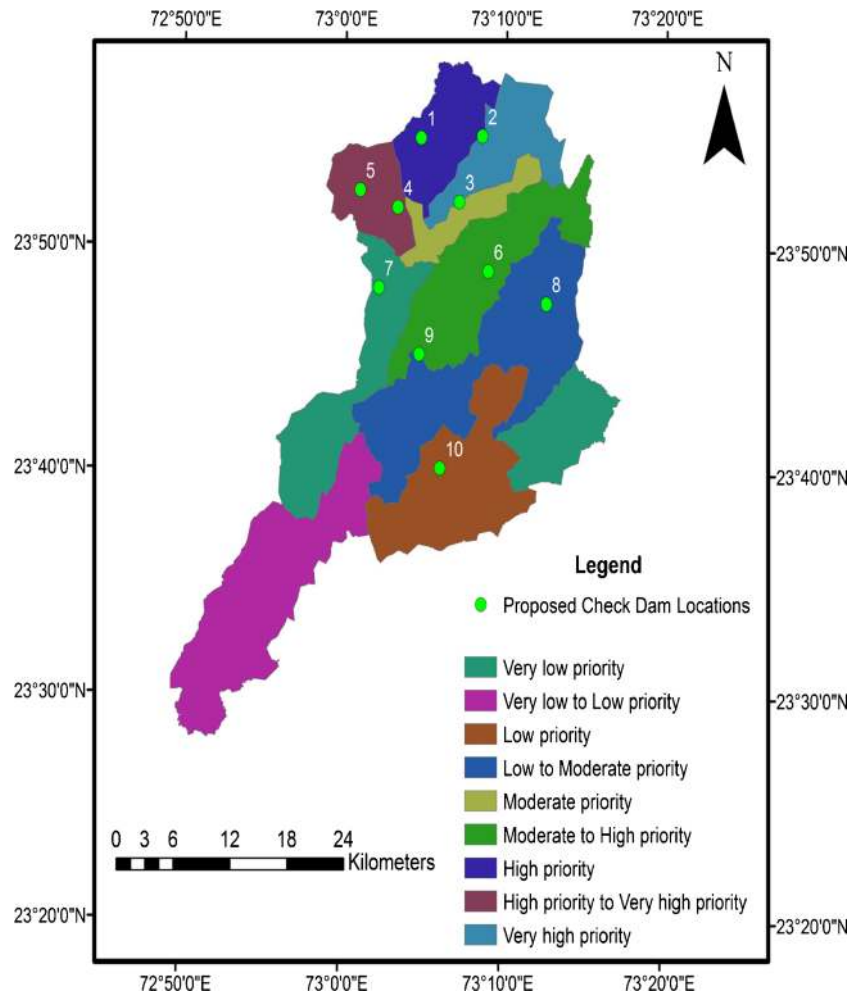 72°50'0"E 73°0'0"E 73°10'0"E 73°20'0"E
N
1 2
5 4 3
23°50'0"N 23°50'0"N
6
7 8
9
23°40'0"N 10 23°40'0"N
Legend
Proposed Check Dam Locations
Very low priority
23°30'0"N Very low to Low priority 23°30'0"N
Low priority
Low to Moderate priority
Moderate priority
0 3 6 12 18 24
Kilometers
Moderate to High priority
High priority
High priority to Very high priority
23°20'0"N 23°20'0"N
Very high priority
72°50'0"E 73°0'0"E 73°10'0"E 73°20'0"E